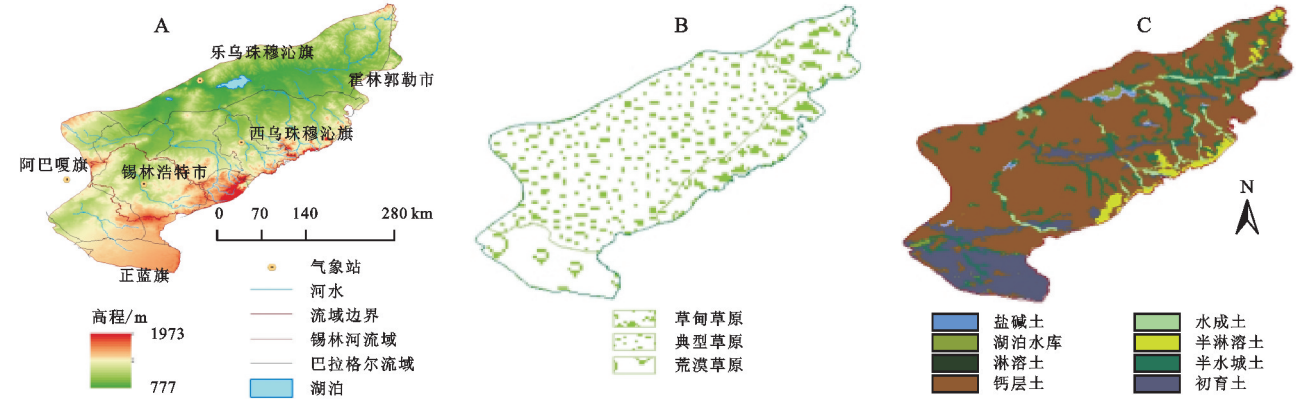 A
乐乌珠穆沁旗
霍林郭勒市
西乌珠穆沁旗
阿巴嘎旗
锡林浩特市
正蓝旗
0 70 140 280 km
气象站
河水
流域边界
锡林河流域
巴拉格尔流域
湖泊
高程/m
1973
777
B
草甸草原
典型草原
荒漠草原
C
N
盐碱土
湖泊水库
淋溶土
钙层土
水成土
半淋溶土
半水城土
初育土